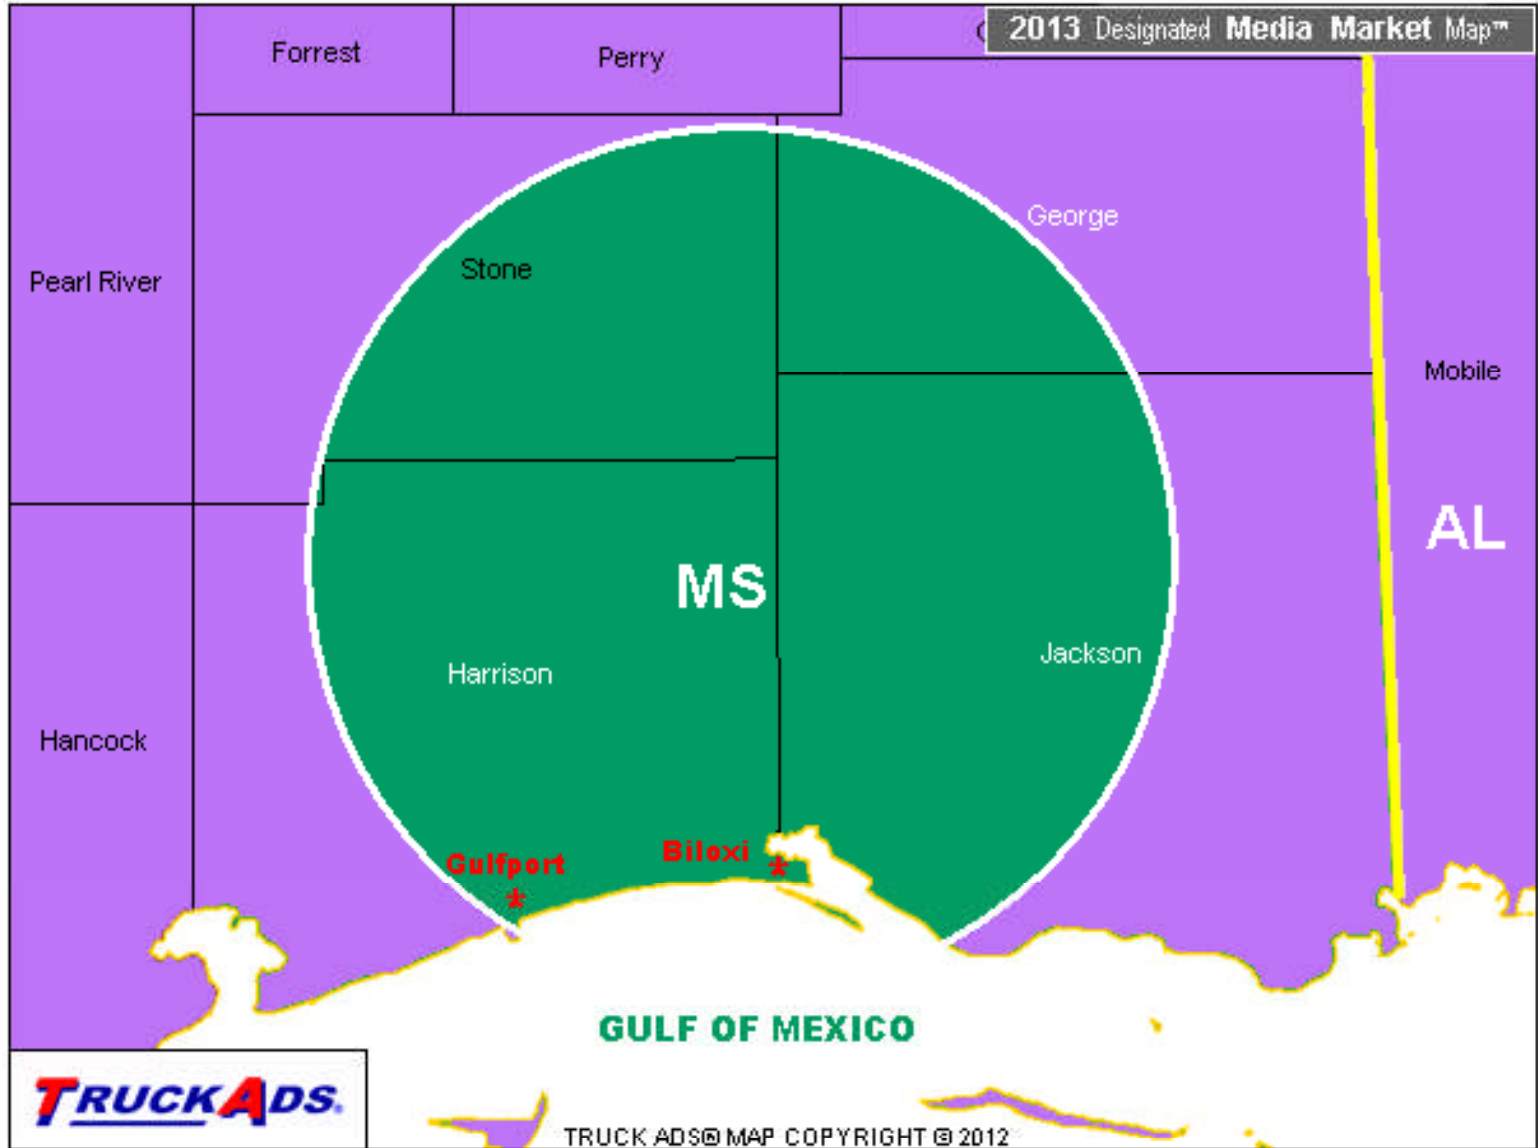 2013 Designated Media Market Map™
Forrest
Perry
George
Stone
Pearl River
Mobile
AL
MS
Jackson
Harrison
Hancock
Biloxi
Gulfport
GULF OF MEXICO
TRUCKADS.
TRUCK ADS® MAP COPYRIGHT © 2012